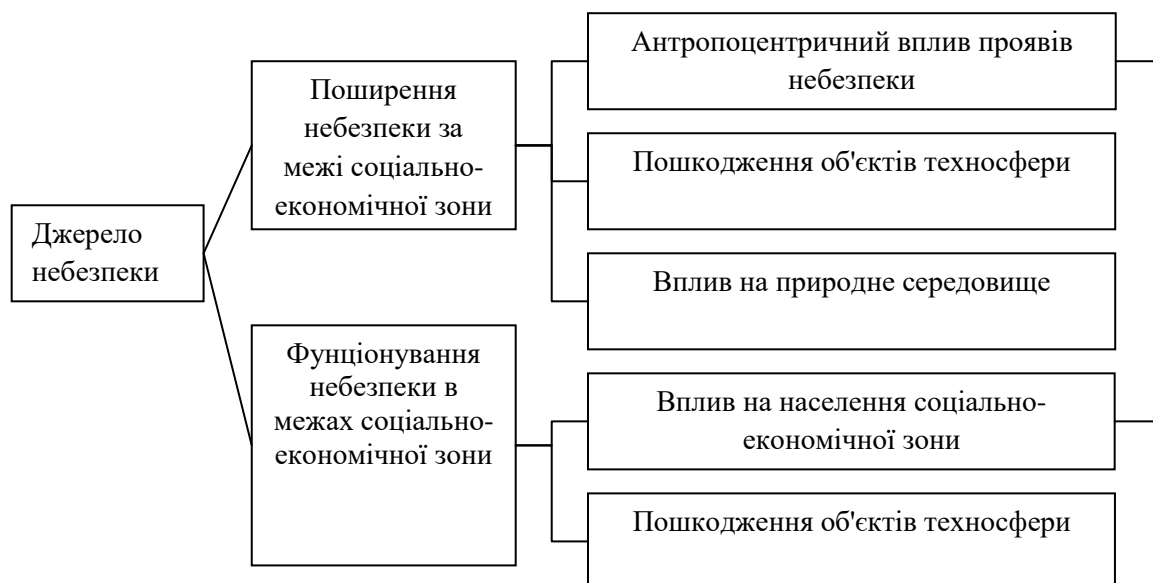 Джерело
небезпеки
Поширення
небезпеки за
межі соціально-
економічної зони
Фунціонування
небезпеки в
межах соціально-
економічної зони
Антропоцентричний вплив проявів
небезпеки
Пошкодження об'єктів техносфери
Вплив на природне середовище
Вплив на населення соціально-
економічної зони
Пошкодження об'єктів техносфери